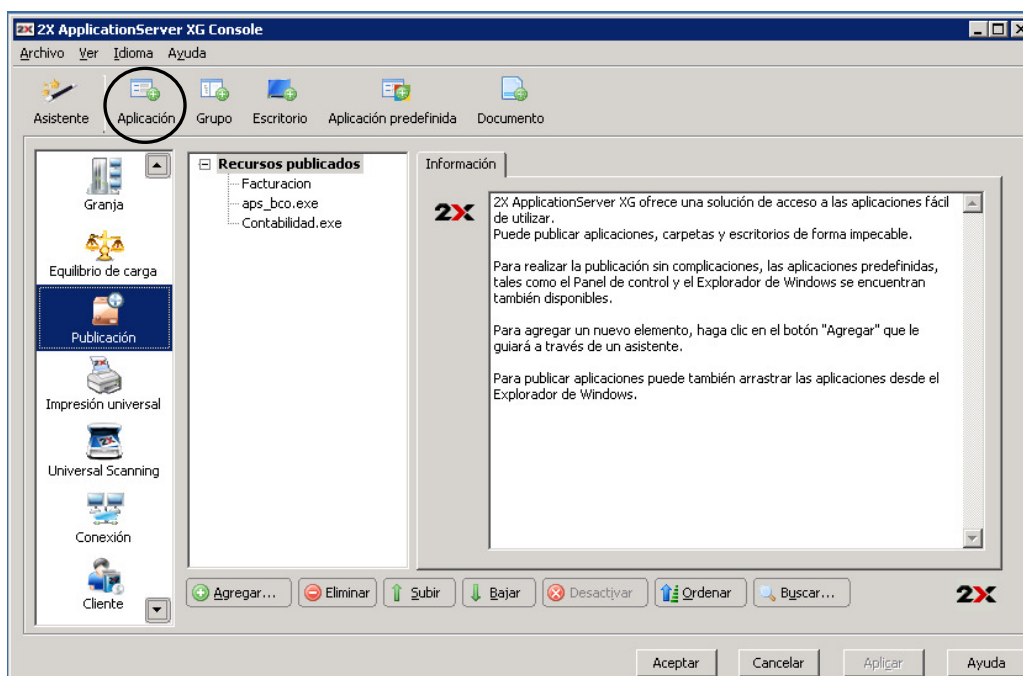 2X ApplicationServer XG Console
Archivo Ver Idioma Ayuda
Asistente Aplicación Grupo Escritorio Aplicación predefinida Documento
Granja
Equilibrio de carga
Publicación
Impresión universal
Universal Scanning
Conexión
Cliente
Recursos publicados
Facturacion
aps_bco.exe
Contabilidad.exe
Información
2X
2X ApplicationServer XG ofrece una solución de acceso a las aplicaciones fácil
de utilizar.
Puede publicar aplicaciones, carpetas y escritorios de forma impecable.
Para realizar la publicación sin complicaciones, las aplicaciones predefinidas,
tales como el Panel de control y el Explorador de Windows se encuentran
también disponibles.
Para agregar un nuevo elemento, haga clic en el botón "Agregar" que le
guiará a través de un asistente.
Para publicar aplicaciones puede también arrastrar las aplicaciones desde el
Explorador de Windows.
Agregar... Eliminar Subir Bajar Desactivar Ordenar Buscar... 2X
Aceptar Cancelar Aplicar Ayuda